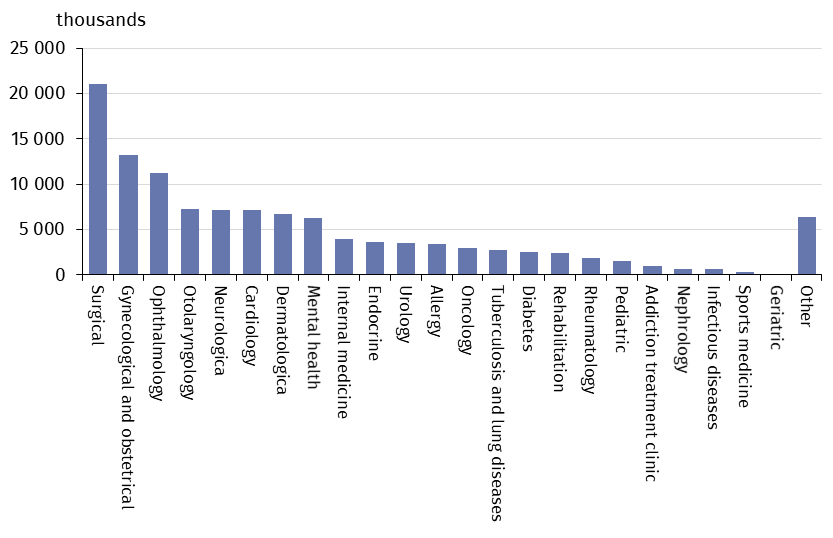 thousands
25 000
20 000
15 000
10 000
5 000
0
Surgical
Gynecological and obstetrical
Ophthalmology
Otolaryngology
Neurologica
Cardiology
Dermatologica
Mental health
Internal medicine
Endocrine
Urology
Allergy
Oncology
Tuberculosis and lung diseases
Diabetes
Rehabilitation
Rheumatology
Pediatric
Addiction treatment clinic
Nephrology
Infectious diseases
Sports medicine
Geriatric
Other